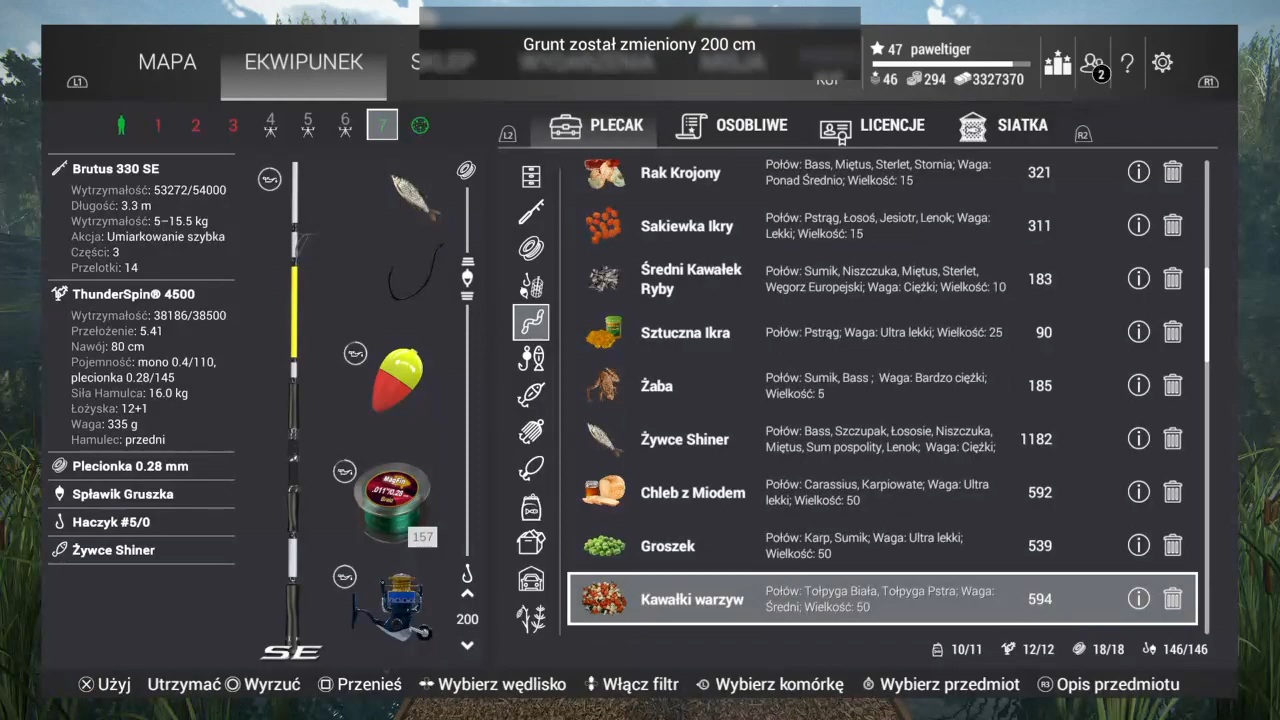 Grunt został zmieniony 200 cm
L1
MAPA
EKWIPUNEK
47 paweltiger
46 294 3327370
2
?
R1
1 2 3 4 5 6 7
L2
PLECAK
OSOBLIWE
LICENCJE
SIATKA
R2
Brutus 330 SE
Wytrzymałość: 53272/54000
Długość: 3.3 m
Wytrzymałość: 5–15.5 kg
Akcja: Umiarkowanie szybka
Części: 3
Przelotki: 14
ThunderSpin® 4500
Wytrzymałość: 38186/38500
Przełożenie: 5.41
Nawój: 80 cm
Pojemność: mono 0.4/110,
plecionka 0.28/145
Siła Hamulca: 16.0 kg
Łożyska: 12+1
Waga: 335 g
Hamulec: przedni
Plecionka 0.28 mm
Spławik Gruszka
Haczyk #5/0
Żywce Shiner
157
200
SE
Rak Krojony
Połów: Bass, Miętus, Sterlet, Stornia; Waga:
Ponad Średnio; Wielkość: 15
321
Sakiewka Ikry
Połów: Pstrąg, Łosoś, Jesiotr, Lenok; Waga:
Lekki; Wielkość: 15
311
Średni Kawałek
Ryby
Połów: Sumik, Niszczuka, Miętus, Sterlet,
Węgorz Europejski; Waga: Ciężki; Wielkość: 10
183
Sztuczna Ikra
Połów: Pstrąg; Waga: Ultra lekki; Wielkość: 25
90
Żaba
Połów: Sumik, Bass ; Waga: Bardzo ciężki;
Wielkość: 5
185
Żywce Shiner
Połów: Bass, Szczupak, Łososie, Niszczuka,
Miętus, Sum pospolity, Lenok; Waga: Ciężki;
1182
Chleb z Miodem
Połów: Carassius, Karpiowate; Waga: Ultra
lekki; Wielkość: 50
592
Groszek
Połów: Karp, Sumik; Waga: Ultra lekki;
Wielkość: 50
539
Kawałki warzyw
Połów: Tołpyga Biała, Tołpyga Pstra; Waga:
Średni; Wielkość: 50
594
10/11 12/12 18/18 146/146
Użyj
Utrzymać Wyrzuć
Przenieś
Wybierz wędlisko
Włącz filtr
Wybierz komórkę
Wybierz przedmiot
R3 Opis przedmiotu